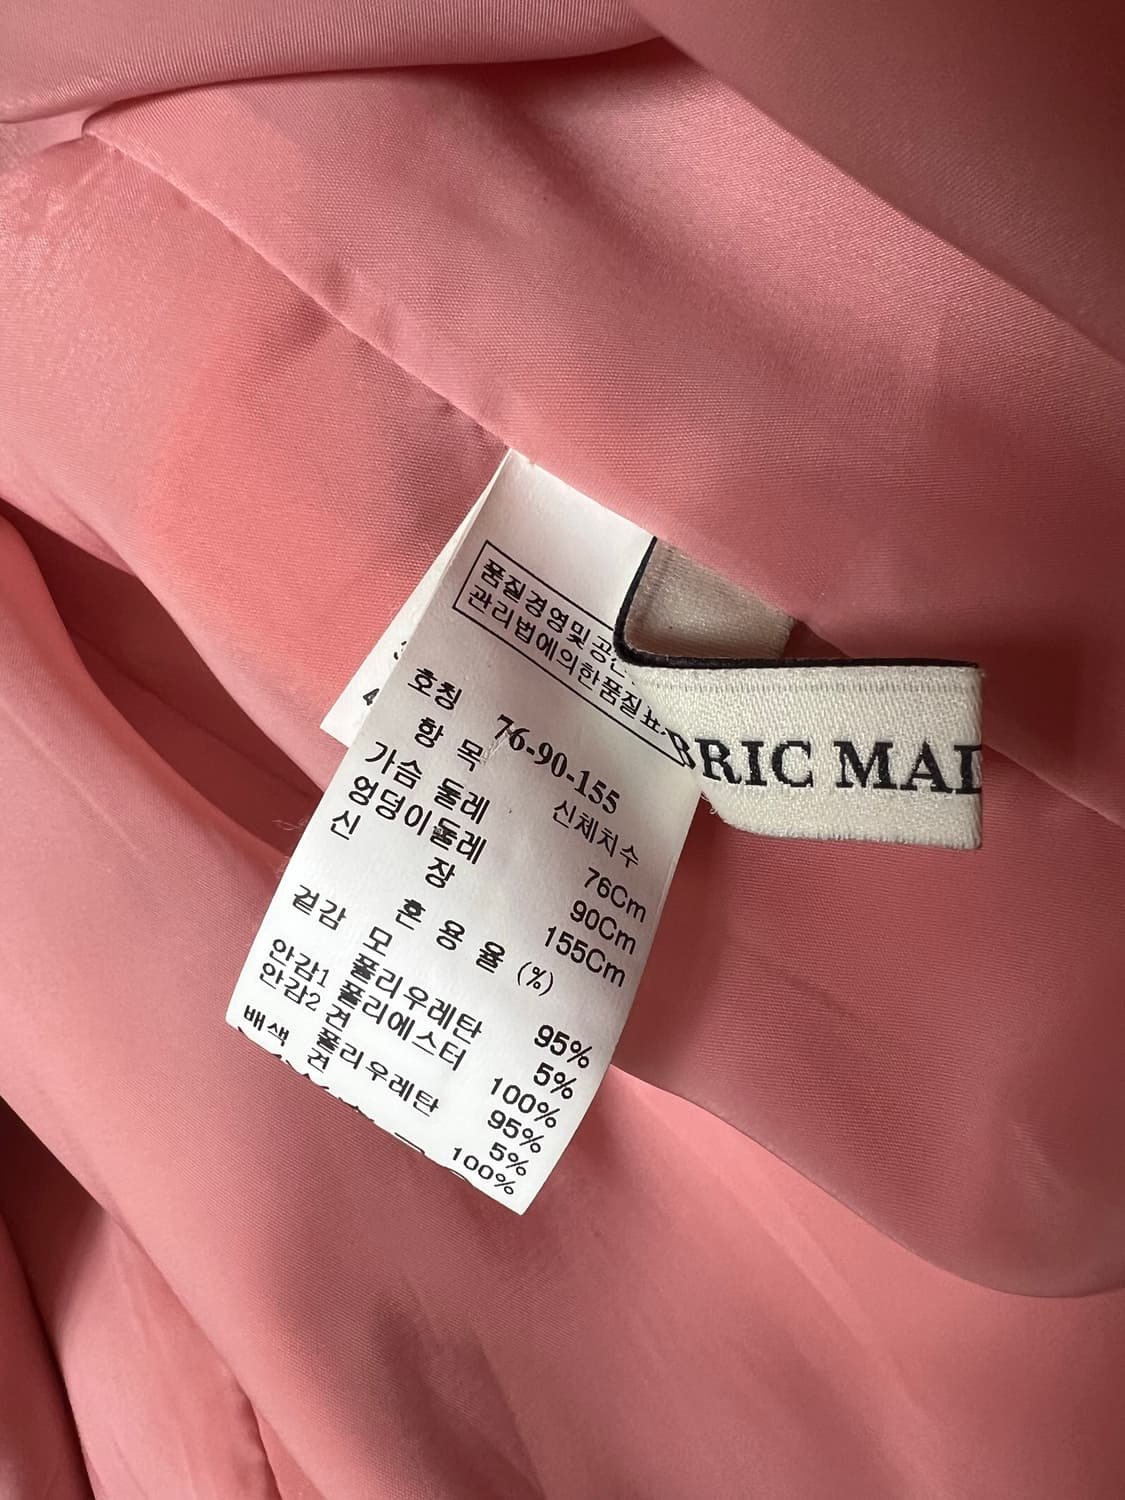 품질경영및공산
관리법에의한품질표
호칭 76-90-155
항 목 신체치수
가슴 둘레 76Cm
엉덩이둘레 90Cm
신 장 155Cm
혼 용 율 (%)
겉감 모 95%
폴리우레탄 5%
안감1 폴리에스터 100%
안감2 견 95%
폴리우레탄 5%
배색 견 100%
BRIC MAD
4